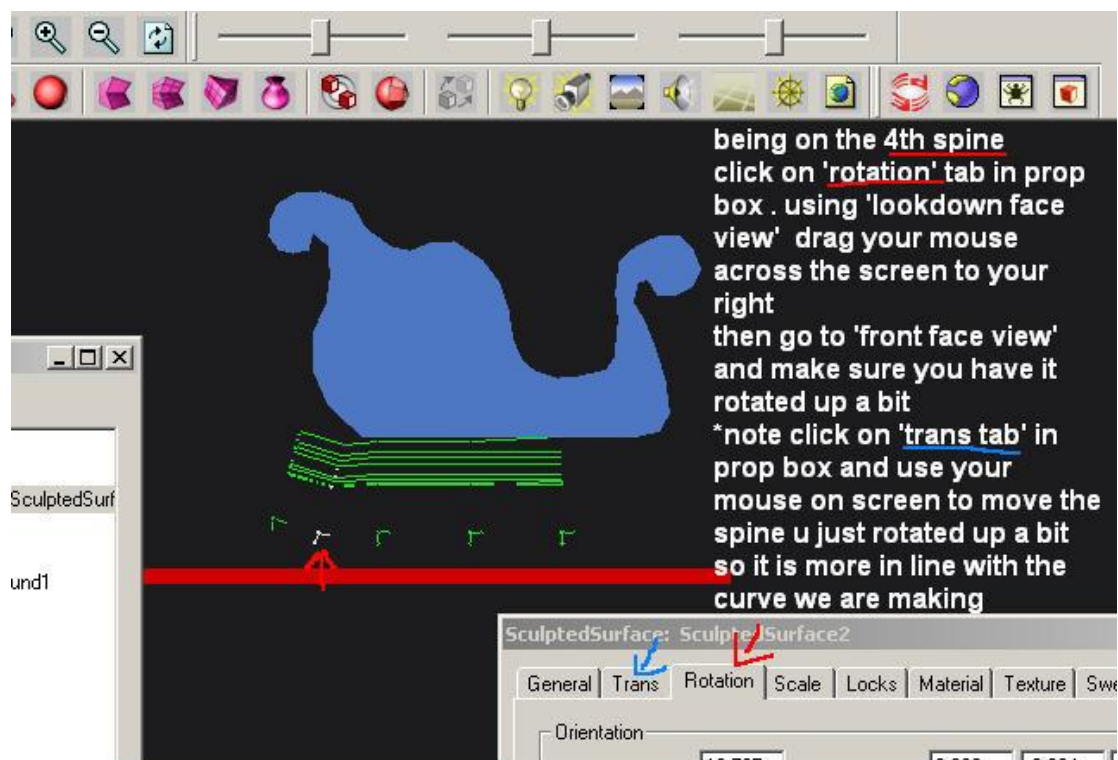 being on the 4th spine
click on 'rotation' tab in prop
box . using 'lookdown face
view' drag your mouse
across the screen to your
right
then go to 'front face view'
and make sure you have it
rotated up a bit
*note click on 'trans tab' in
prop box and use your
mouse on screen to move the
spine u just rotated up a bit
so it is more in line with the
curve we are making
SculptedSurf
und1
SculptedSurface: SculptedSurface2
General Trans Rotation Scale Locks Material Texture Swe
Orientation